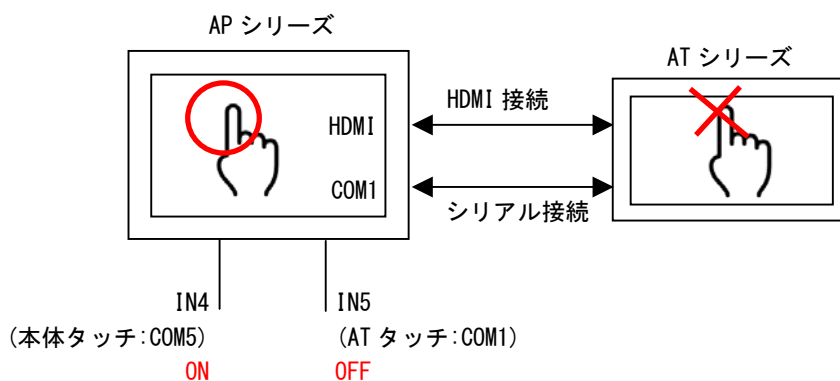 AP シリーズ
AT シリーズ
HDMI 接続
HDMI
COM1
シリアル接続
IN4
(本体タッチ:COM5)
ON
IN5
(AT タッチ:COM1)
OFF